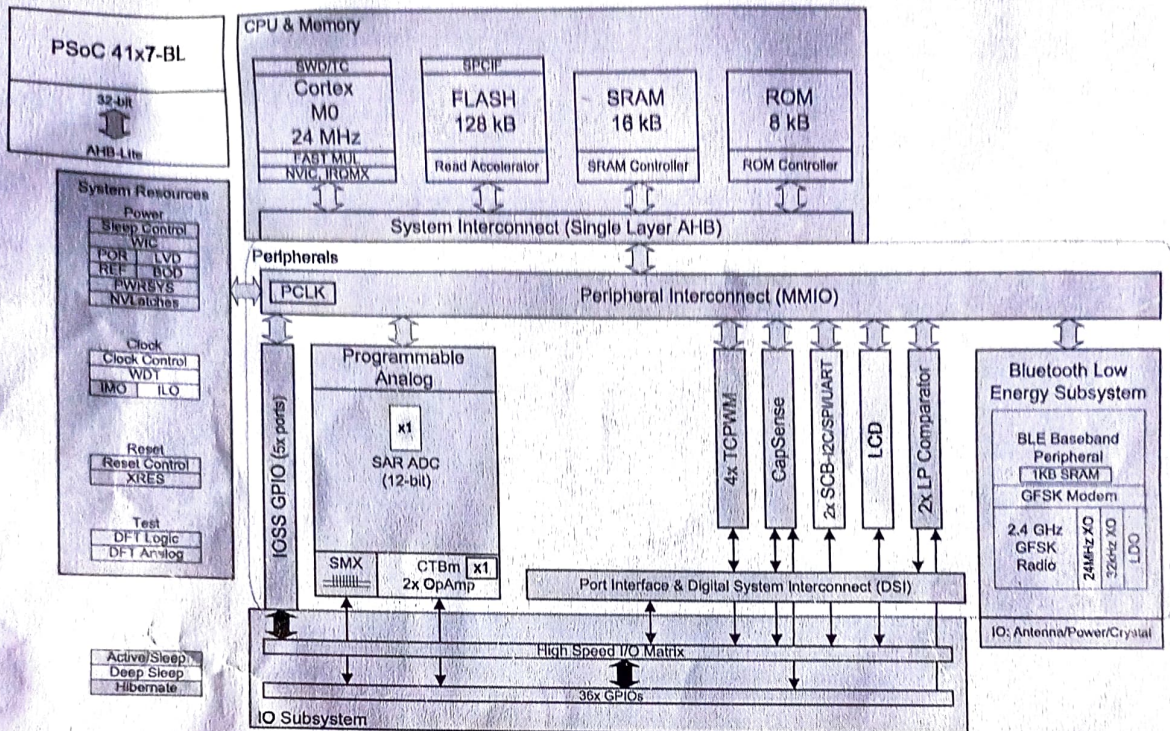 PSoC 41x7-BL
32-bit
AHB-Lite
CPU & Memory
SWD/TC
Cortex
M0
24 MHz
FAST MUL
NVIC, IRQMX
SPCIF
FLASH
128 kB
Read Accelerator
SRAM
16 kB
SRAM Controller
ROM
8 kB
ROM Controller
System Interconnect (Single Layer AHB)
System Resources
Power
Sleep Control
WIC
POR LVD
REF BOD
PWRSYS
NVLatches
Clock
Clock Control
WDT
IMO ILO
Reset
Reset Control
XRES
Test
DFT Logic
DFT Analog
Peripherals
PCLK
Peripheral Interconnect (MMIO)
IOSS GPIO (5x ports)
Programmable
Analog
x1
SAR ADC
(12-bit)
SMX
CTBm x1
2x OpAmp
4x TCPWM
CapSense
2x SCB-I2C/SPI/UART
LCD
2x LP Comparator
Port Interface & Digital System Interconnect (DSI)
Bluetooth Low
Energy Subsystem
BLE Baseband
Peripheral
1KB SRAM
GFSK Modem
2.4 GHz
GFSK
Radio
24MHz XO
32kHz XO
LDO
IO: Antenna/Power/Crystal
High Speed I/O Matrix
36x GPIOs
IO Subsystem
Active/Sleep
Deep Sleep
Hibernate